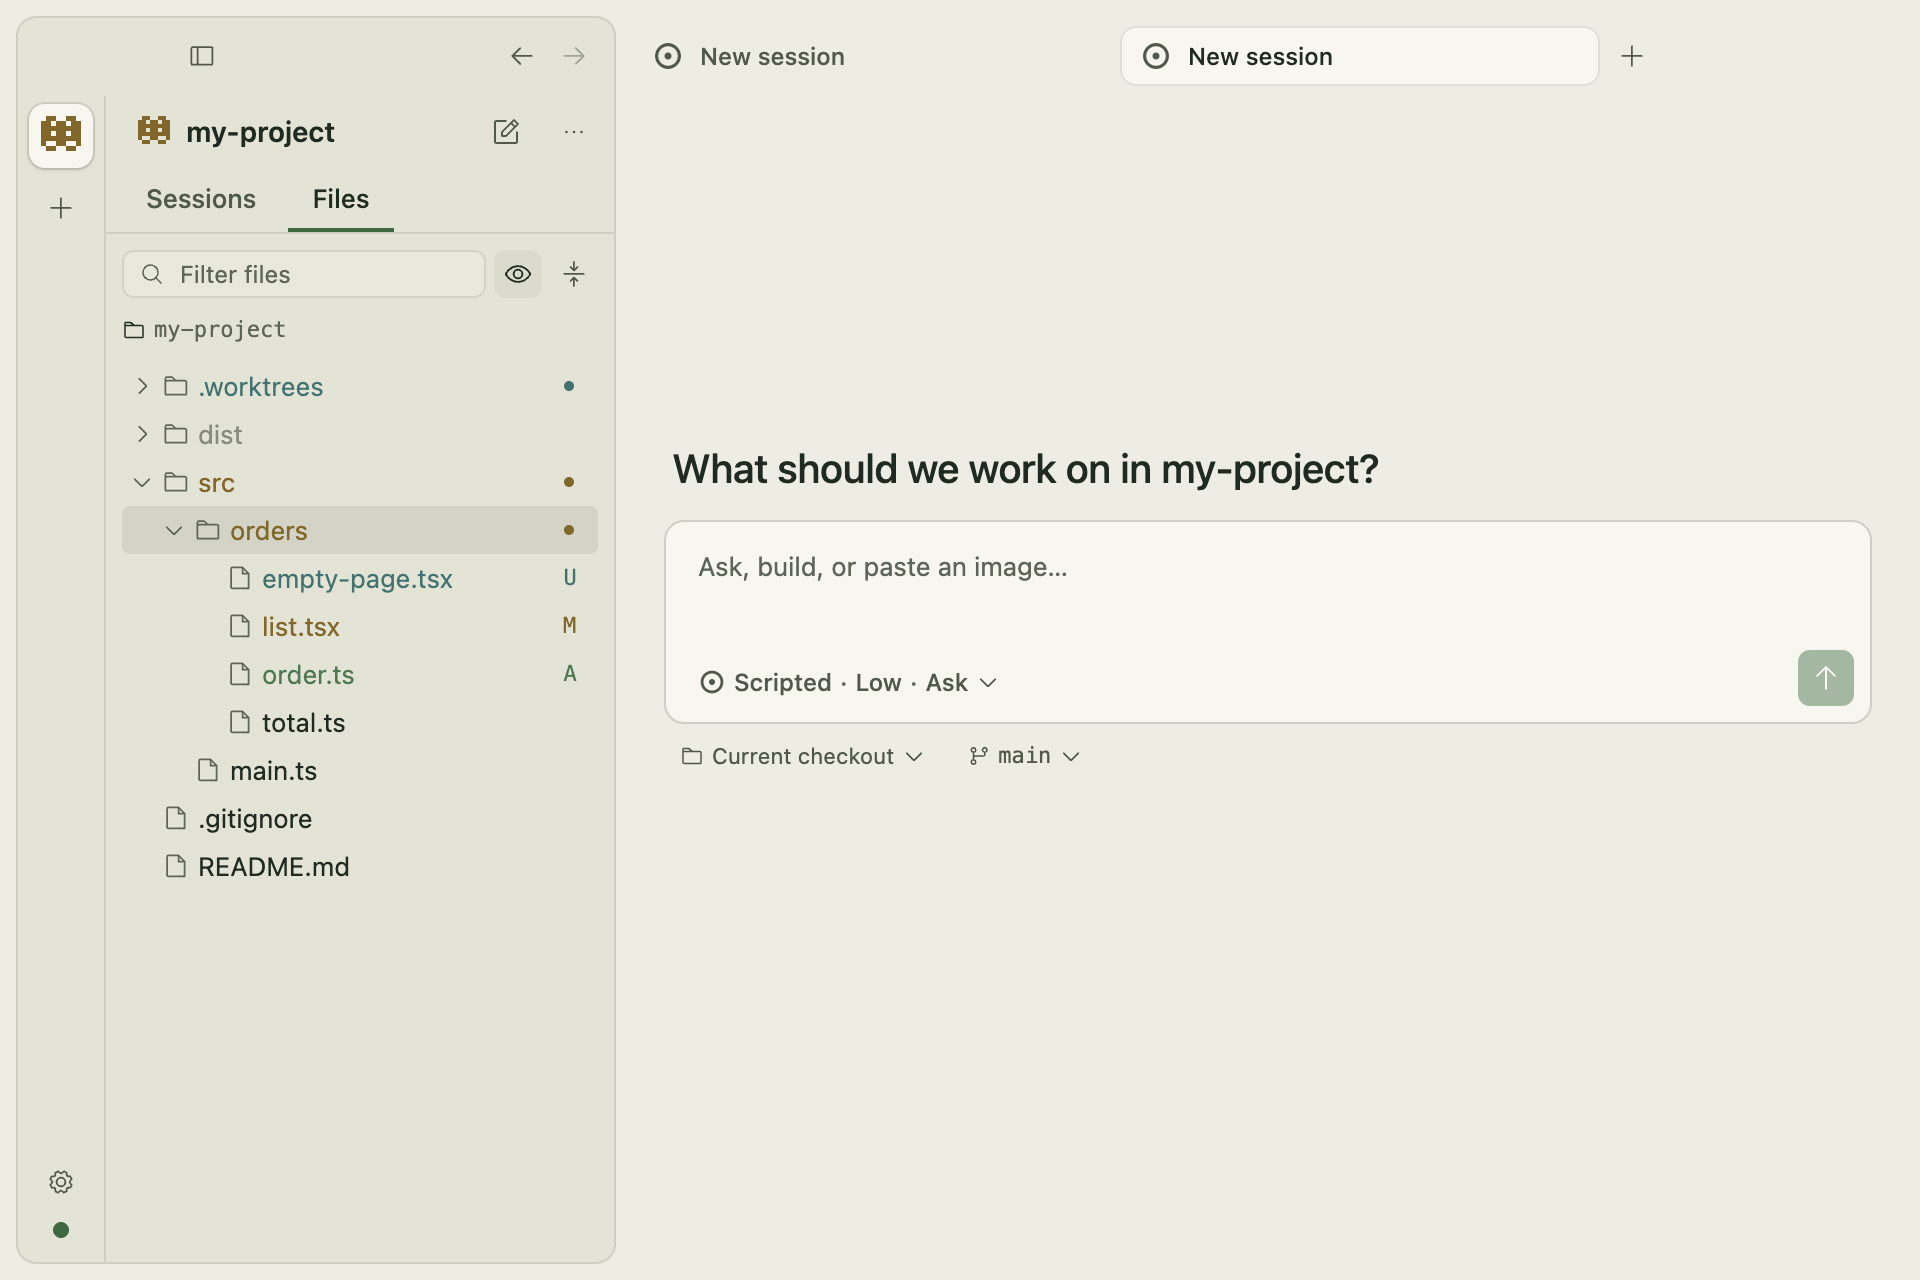 New session
New session
my-project
Sessions
Files
Filter files
my-project
.worktrees
dist
src
orders
empty-page.tsx U
list.tsx M
order.ts A
total.ts
main.ts
.gitignore
README.md
What should we work on in my-project?
Ask, build, or paste an image...
Scripted · Low · Ask
Current checkout
main